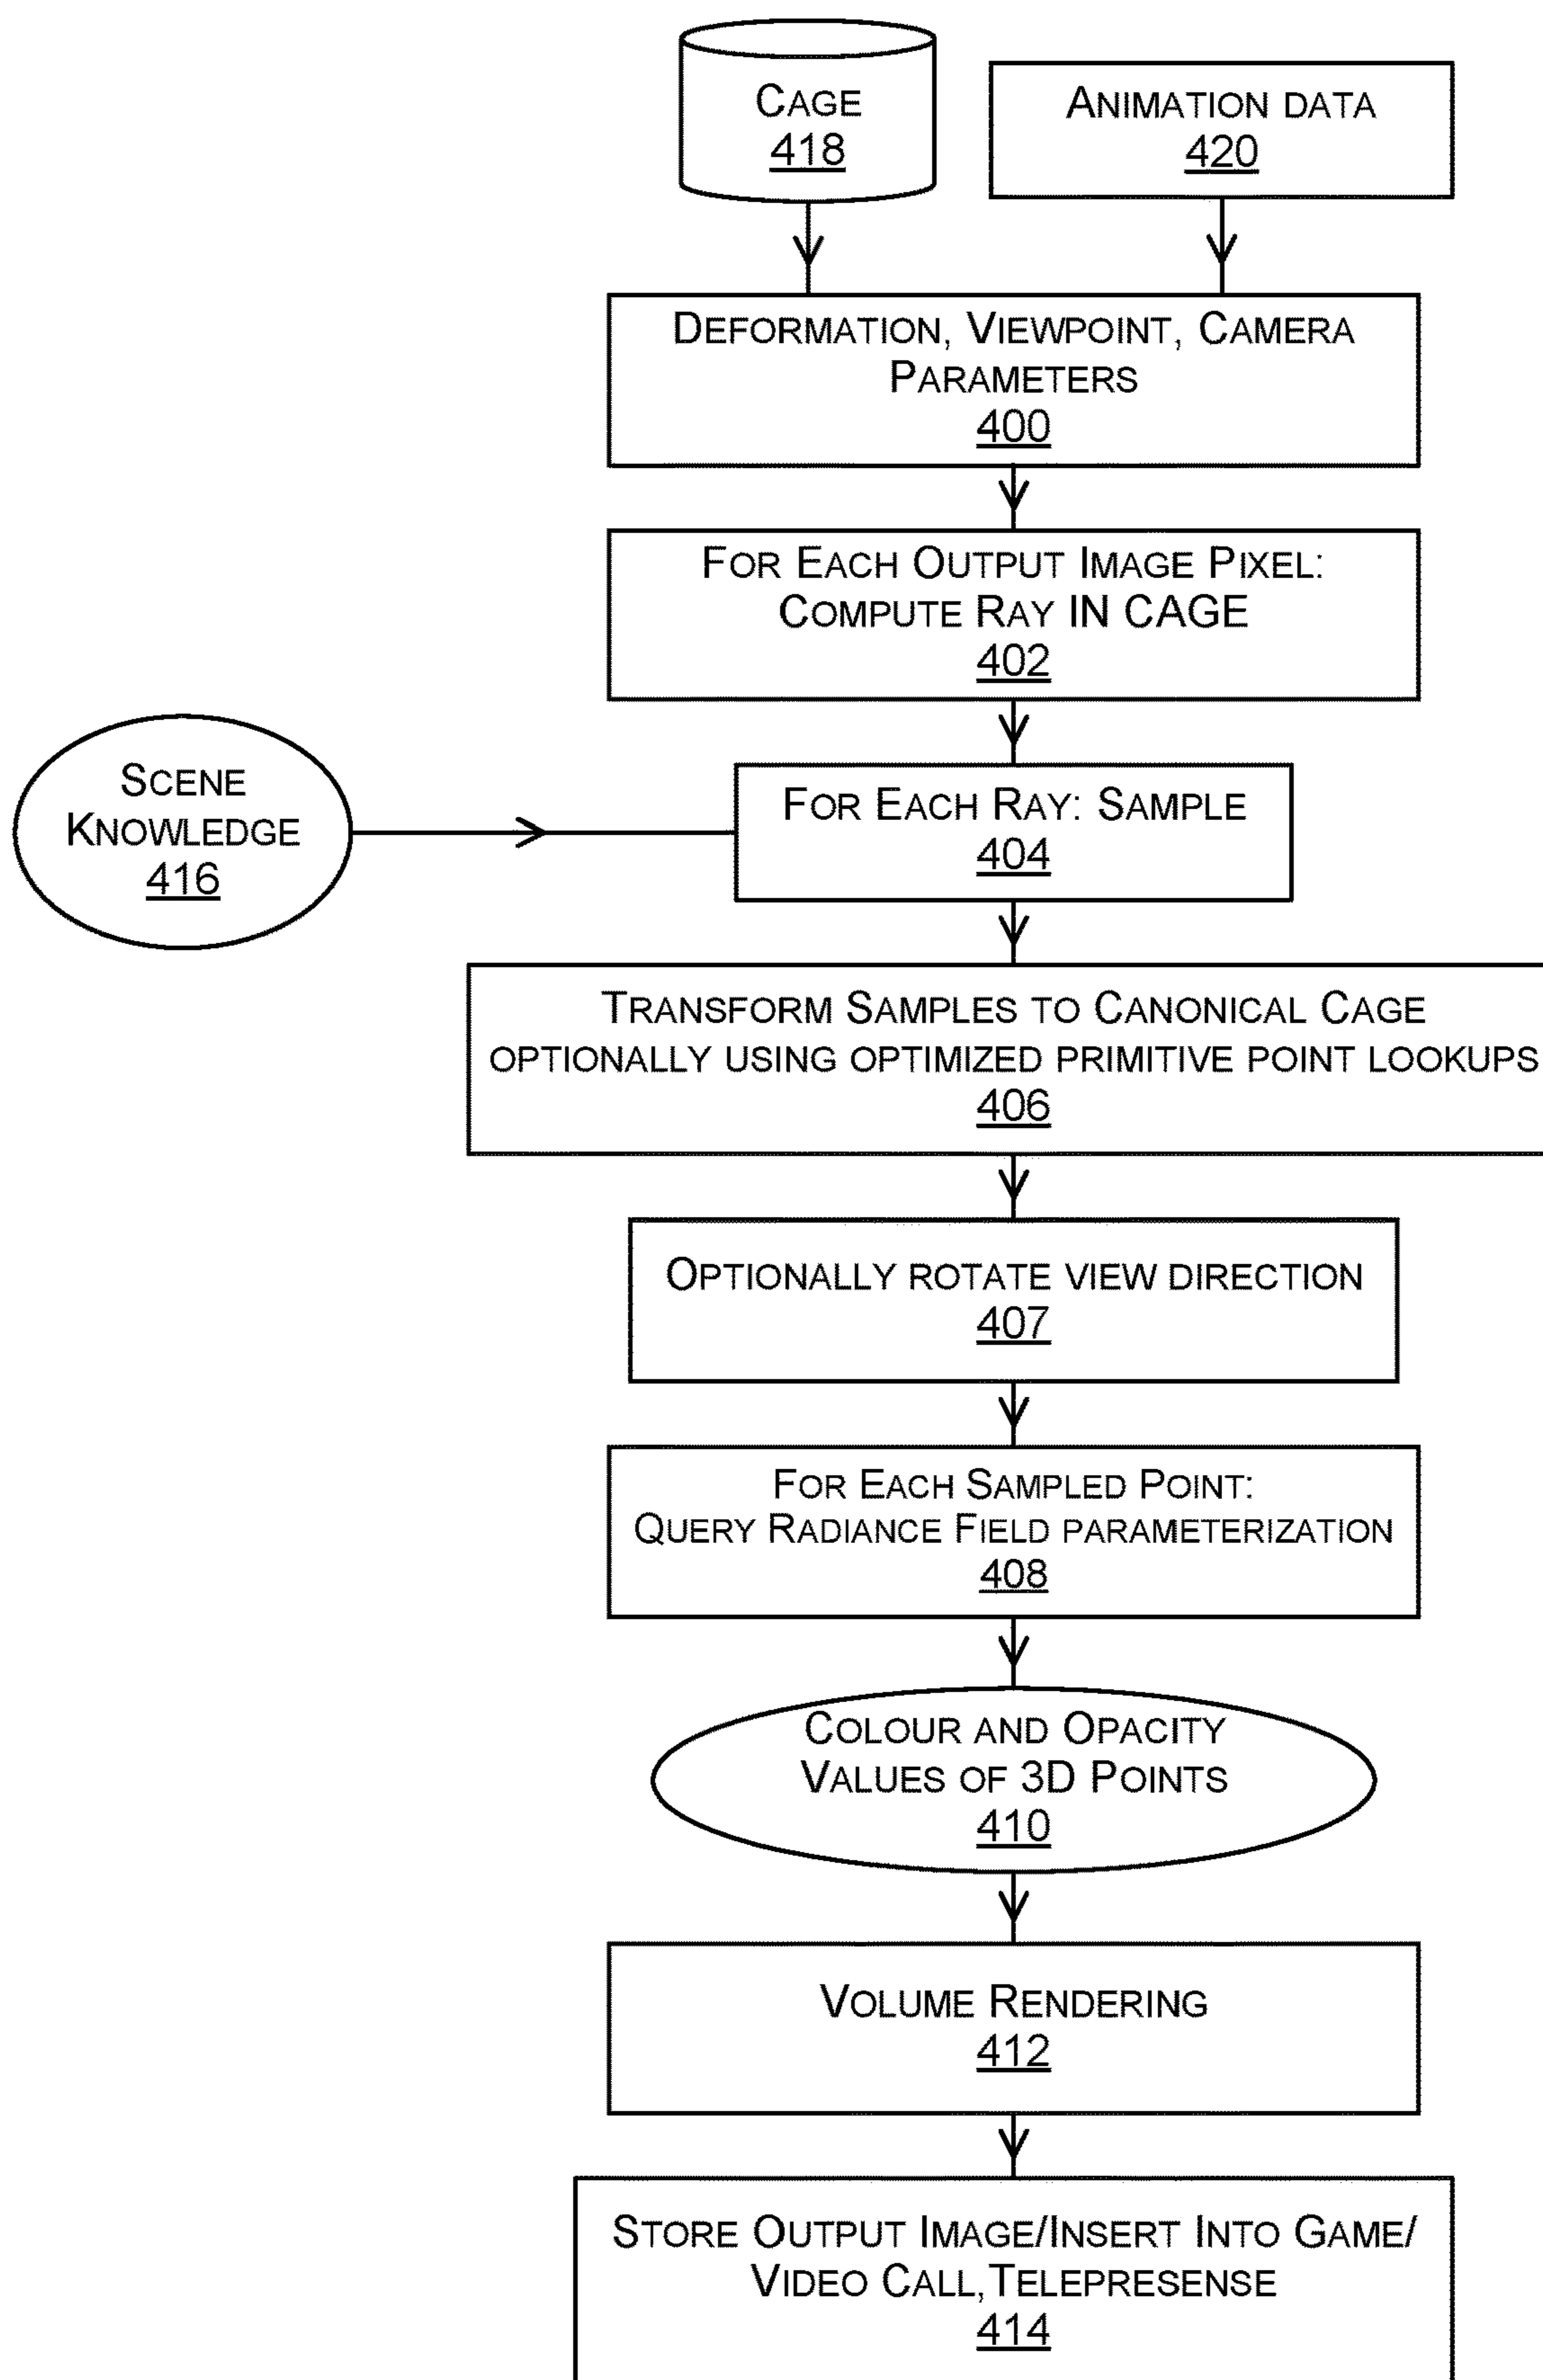 CAGE
418
ANIMATION DATA
420
DEFORMATION, VIEWPOINT, CAMERA
PARAMETERS
400
FOR EACH OUTPUT IMAGE PIXEL:
COMPUTE RAY IN CAGE
402
SCENE
KNOWLEDGE
416
FOR EACH RAY: SAMPLE
404
TRANSFORM SAMPLES TO CANONICAL CAGE
OPTIONALLY USING OPTIMIZED PRIMITIVE POINT LOOKUPS
406
OPTIONALLY ROTATE VIEW DIRECTION
407
FOR EACH SAMPLED POINT:
QUERY RADIANCE FIELD PARAMETERIZATION
408
COLOUR AND OPACITY
VALUES OF 3D POINTS
410
VOLUME RENDERING
412
STORE OUTPUT IMAGE/INSERT INTO GAME/
VIDEO CALL,TELEPRESENSE
414